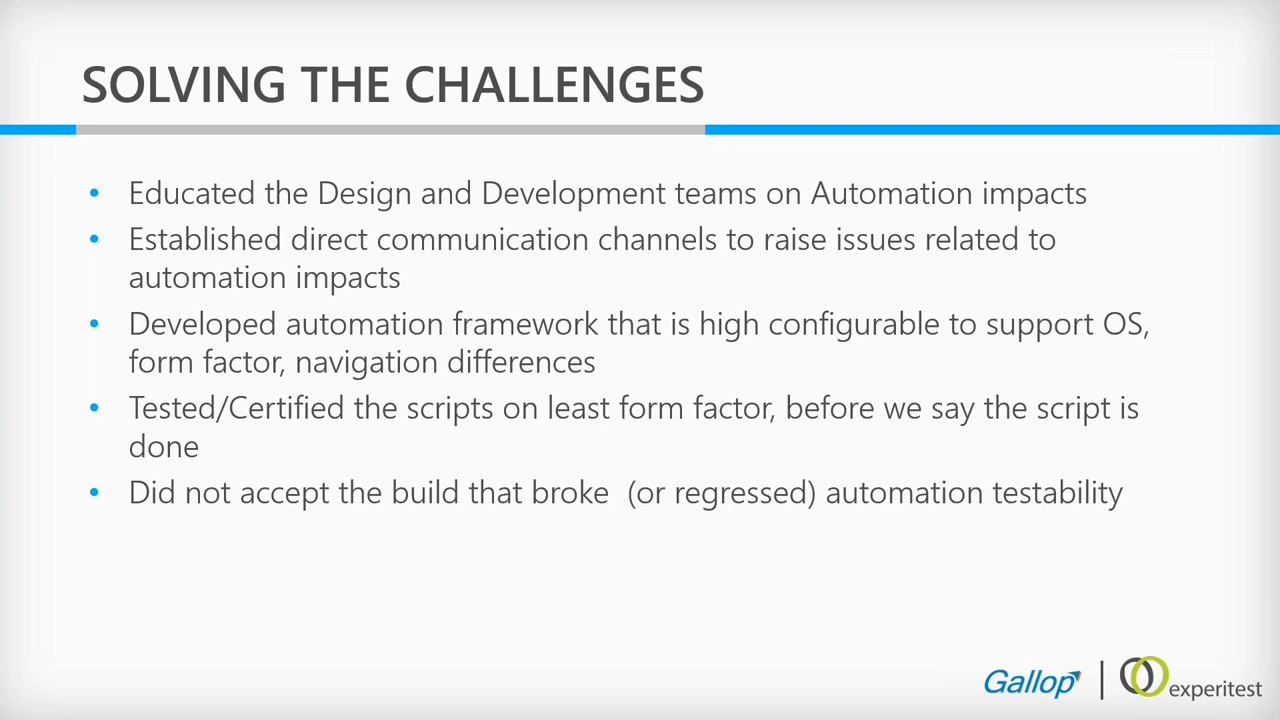 SOLVING THE CHALLENGES
• Educated the Design and Development teams on Automation impacts
• Established direct communication channels to raise issues related to
automation impacts
• Developed automation framework that is high configurable to support OS,
form factor, navigation differences
• Tested/Certified the scripts on least form factor, before we say the script is
done
• Did not accept the build that broke  (or regressed) automation testability
Gallop | experitest